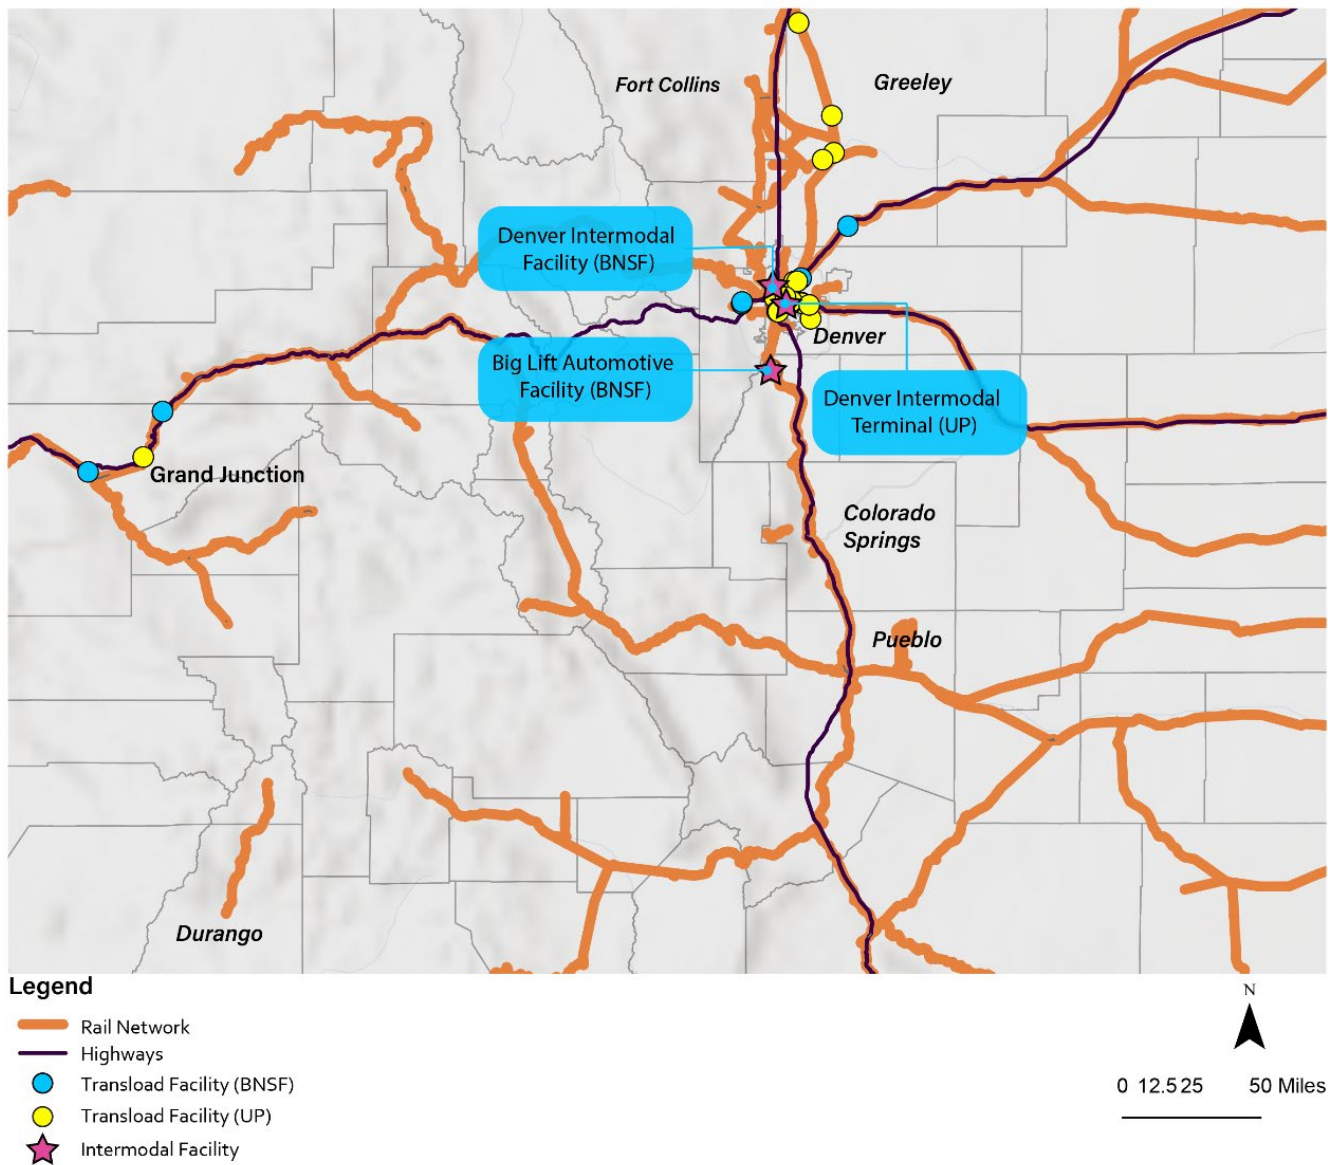 Fort Collins
Greeley
Denver Intermodal
Facility (BNSF)
Denver
Big Lift Automotive
Facility (BNSF)
Denver Intermodal
Terminal (UP)
Grand Junction
Colorado
Springs
Pueblo
Durango
Legend
Rail Network
Highways
Transload Facility (BNSF)
Transload Facility (UP)
Intermodal Facility
N
0 12.5 25 50 Miles